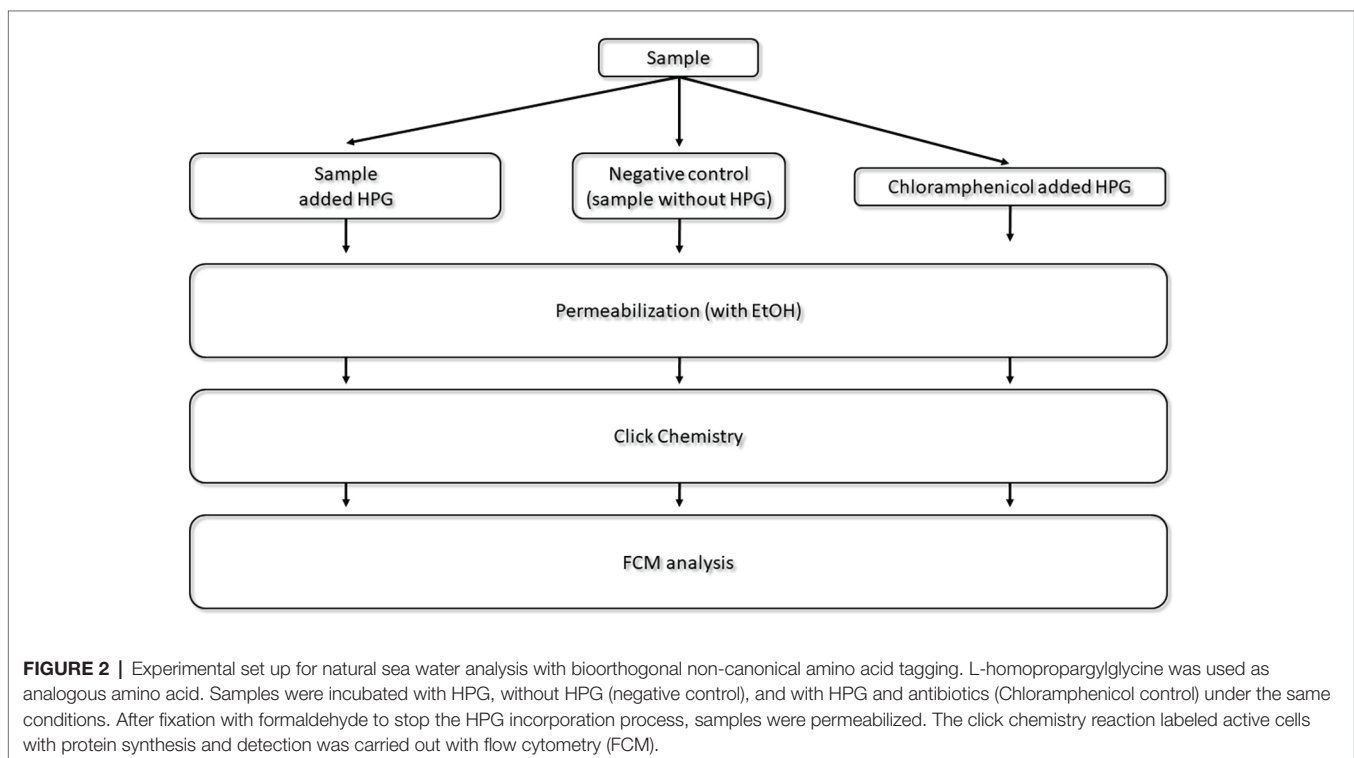 Sample
Sample
added HPG
Negative control
(sample without HPG)
Chloramphenicol added HPG
Permeabilization (with EtOH)
Click Chemistry
FCM analysis
FIGURE 2 | Experimental set up for natural sea water analysis with bioorthogonal non-canonical amino acid tagging. L-homopropargylglycine was used as
analogous amino acid. Samples were incubated with HPG, without HPG (negative control), and with HPG and antibiotics (Chloramphenicol control) under the same
conditions. After fixation with formaldehyde to stop the HPG incorporation process, samples were permeabilized. The click chemistry reaction labeled active cells
with protein synthesis and detection was carried out with flow cytometry (FCM).